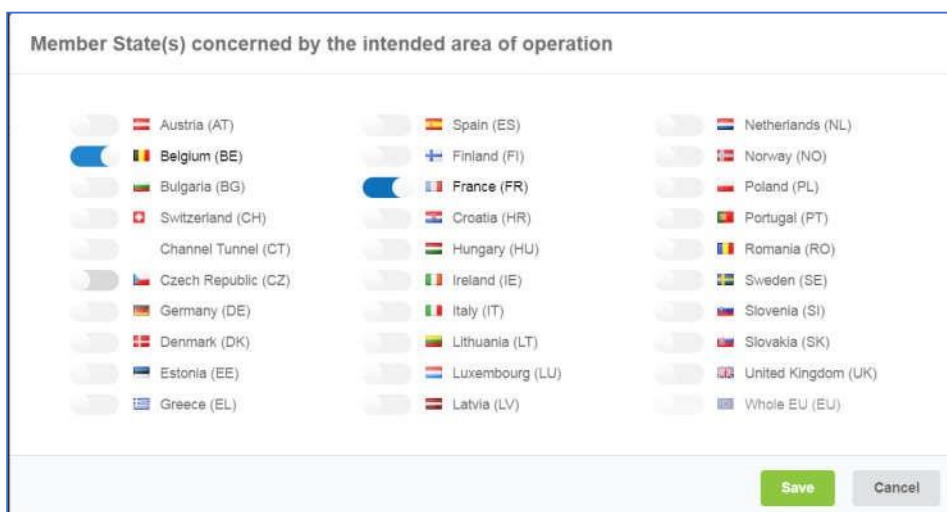 Member State(s) concerned by the intended area of operation
Austria (AT)
Belgium (BE)
Bulgaria (BG)
Switzerland (CH)
Channel Tunnel (CT)
Czech Republic (CZ)
Germany (DE)
Denmark (DK)
Estonia (EE)
Greece (EL)
Spain (ES)
Finland (FI)
France (FR)
Croatia (HR)
Hungary (HU)
Ireland (IE)
Italy (IT)
Lithuania (LT)
Luxembourg (LU)
Latvia (LV)
Netherlands (NL)
Norway (NO)
Poland (PL)
Portugal (PT)
Romania (RO)
Sweden (SE)
Slovenia (SI)
Slovakia (SK)
United Kingdom (UK)
Whole EU (EU)
Save
Cancel